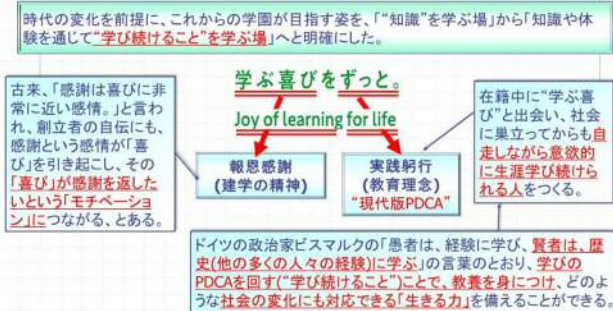 時代の変化を前提に、これからの学園が目指す姿を、「“知識”を学ぶ場」から「知識や体
験を通じて“学び続けること”を学ぶ場」へと明確にした。
学ぶ喜びをずっと。
Joy of learning for life
古来、「感謝は喜びに非
常に近い感情。」と言わ
れ、創立者の自伝にも、
感謝という感情が「喜
び」を引き起こし、その
「喜び」が感謝を返した
いという「モチベーショ
ン」につながる、とある。
報恩感謝
(建学の精神)
実践躬行
(教育理念)
“現代版PDCA”
在籍中に“学ぶ喜
び”と出会い、社会
に巣立ってからも自
走しながら意欲的
に生涯学び続けけ
られる人をつくる。
ドイツの政治家ビスマルクの「愚者は、経験に学び、賢者は、歴
史(他の多くの人々の経験)に学ぶ」の言葉のとおり、学びの
PDCAを回す(“学び続けること”)ことで、教養を身につけ、どのよ
うな社会の変化にも対応できる「生きる力」を備えることができる。